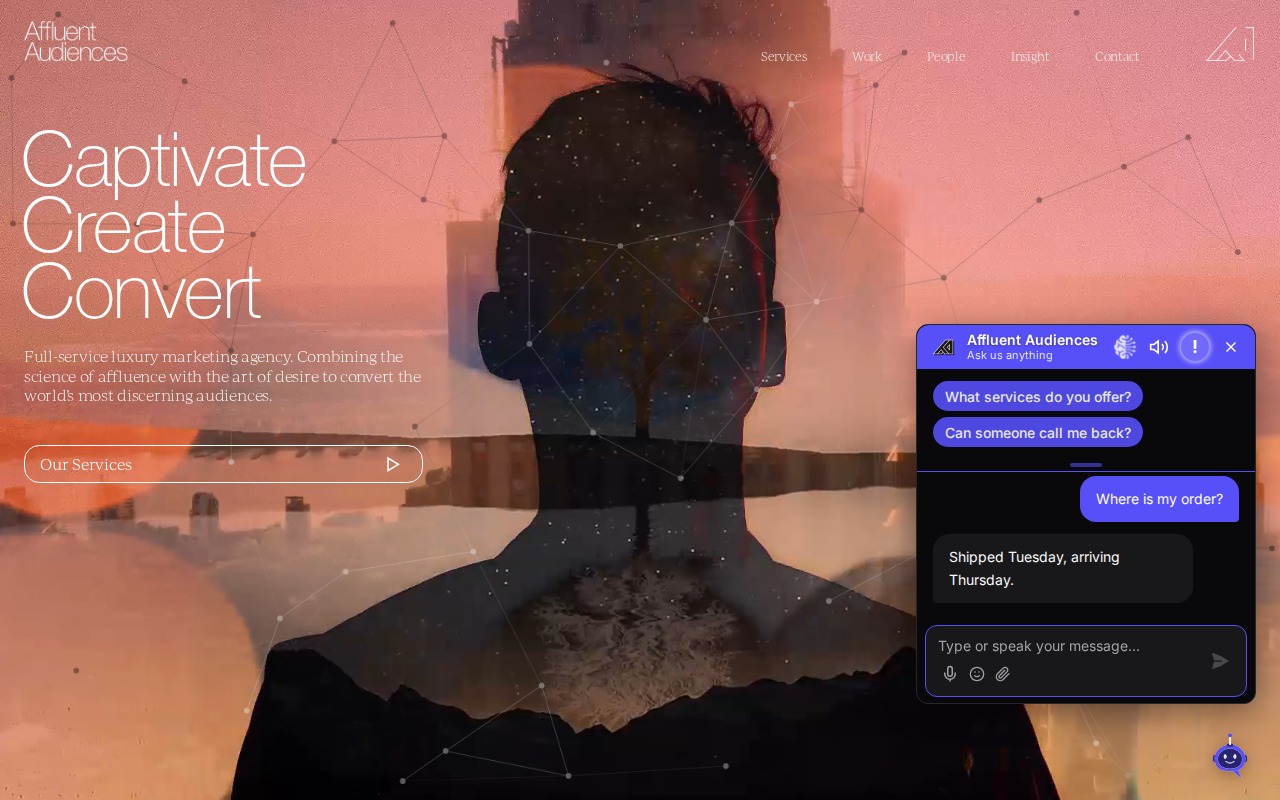 Affluent
Audiences
Services
Work
People
Insight
Contact
Captivate
Create
Convert
Full-service luxury marketing agency. Combining the
science of affluence with the art of desire to convert the
world's most discerning audiences.
Our Services
Affluent Audiences
Ask us anything
!
What services do you offer?
Can someone call me back?
Where is my order?
Shipped Tuesday, arriving
Thursday.
Type or speak your message...